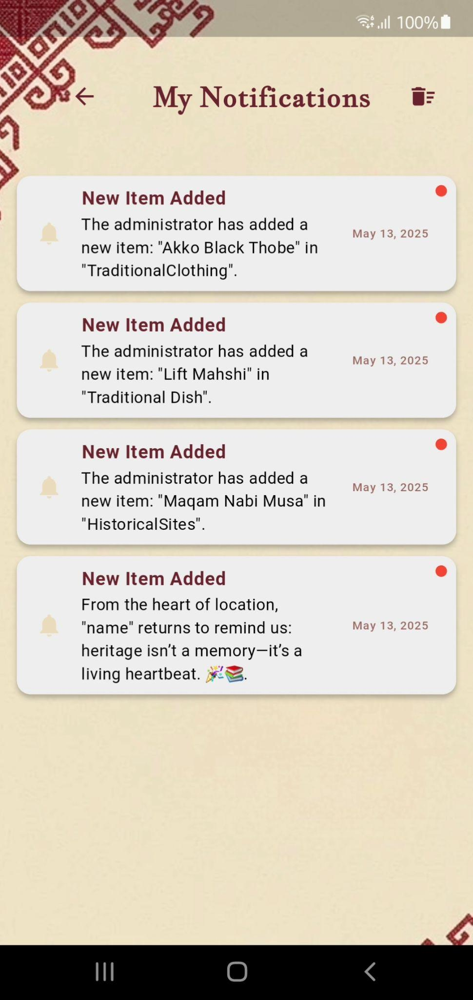 100%
My Notifications
New Item Added
The administrator has added a
new item: "Akko Black Thobe" in
"TraditionalClothing".
May 13, 2025
New Item Added
The administrator has added a
new item: "Lift Mahshi" in
"Traditional Dish".
May 13, 2025
New Item Added
The administrator has added a
new item: "Maqam Nabi Musa" in
"HistoricalSites".
May 13, 2025
New Item Added
From the heart of location,
"name" returns to remind us:
heritage isn’t a memory—it’s a
living heartbeat. 🎉📚.
May 13, 2025